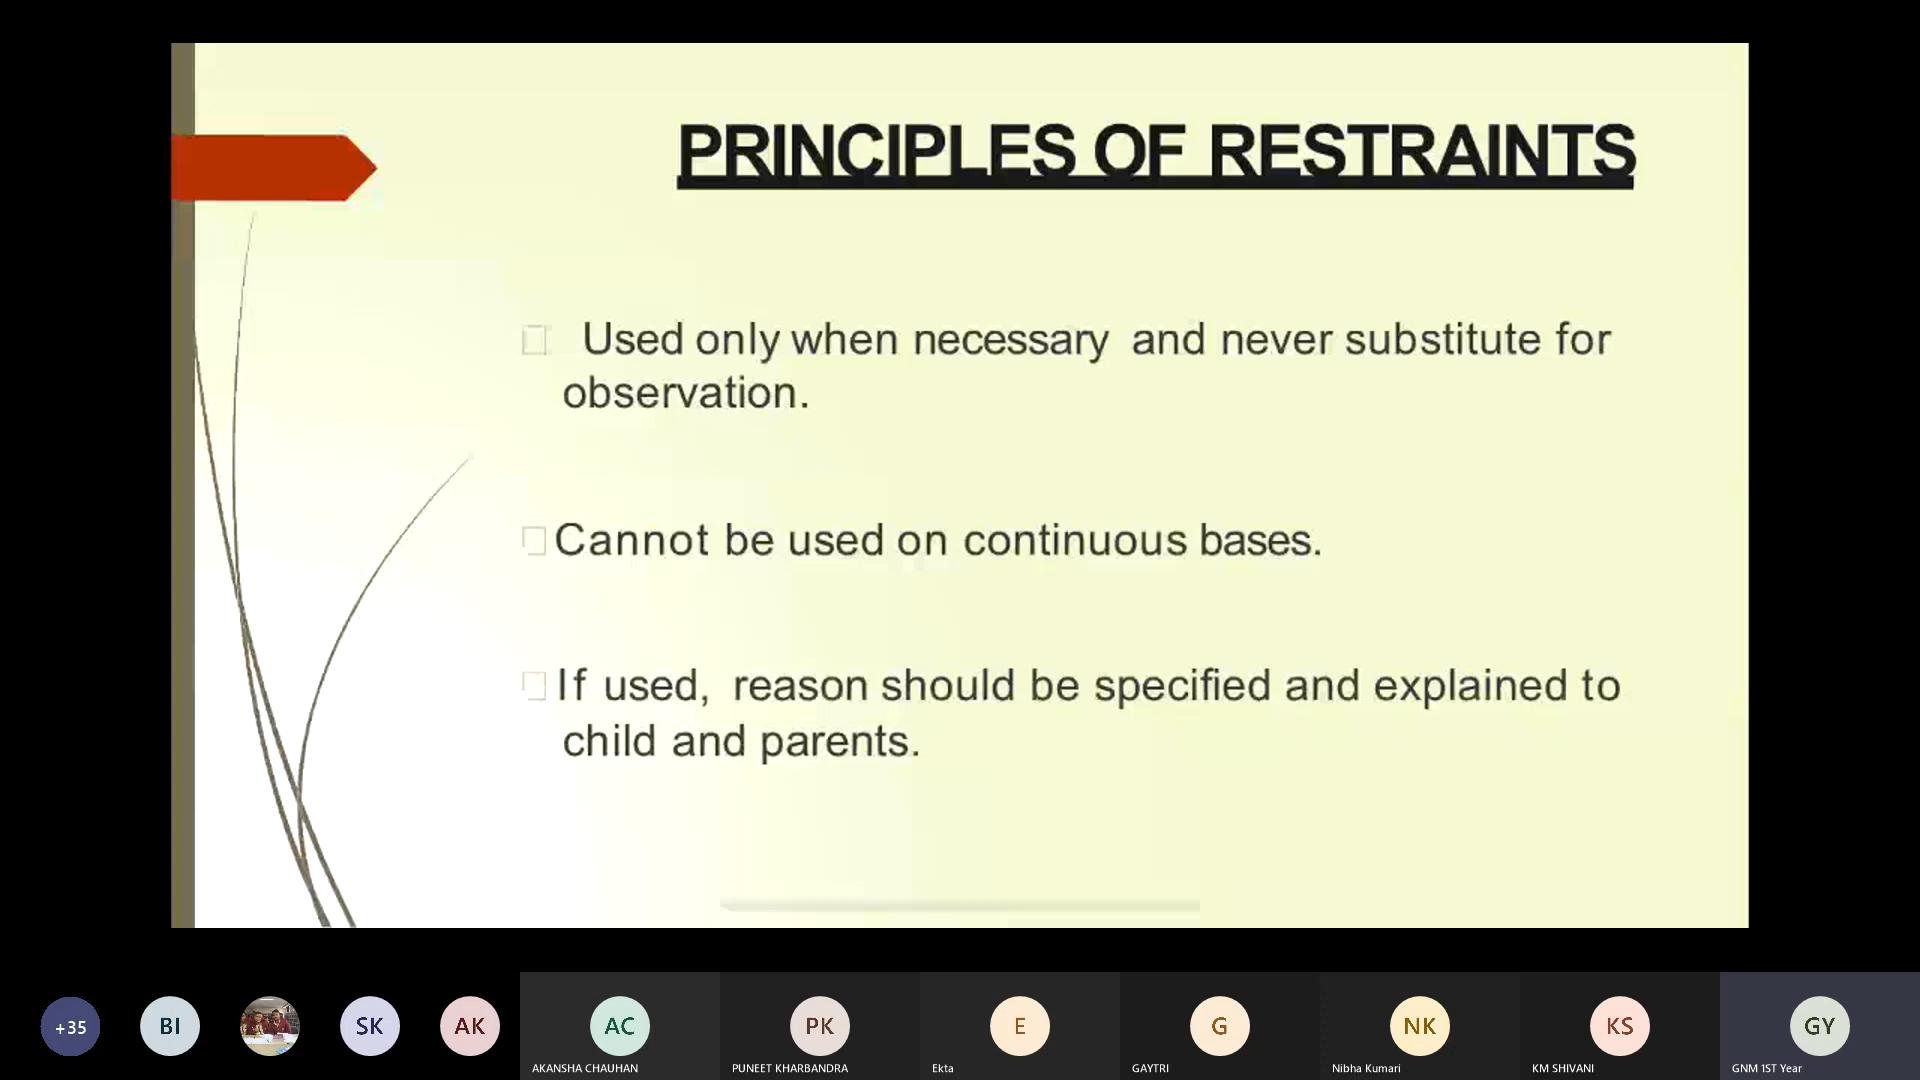 PRINCIPLES OF RESTRAINTS
Used only when necessary and never substitute for
observation.
Cannot be used on continuous bases.
If used, reason should be specified and explained to
child and parents.
+35
BI
SK
AK
AC
PK
E
G
NK
KS
GY
AKANSHA CHAUHAN
PUNEET KHARBANDRA
Ekta
GAYTRI
Nibha Kumari
KM SHIVANI
GNM 1ST Year